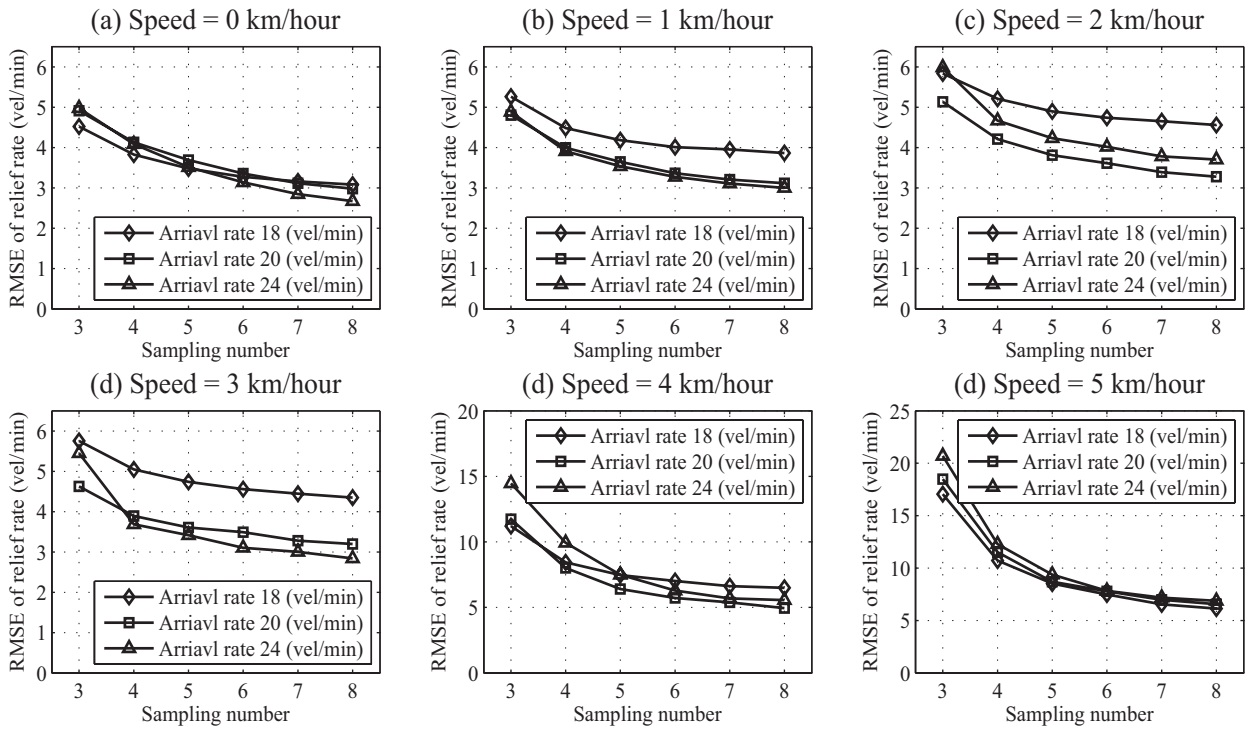 (a) Speed = 0 km/hour
RMSE of relief rate (vel/min)
6
5
4
3
2
1
0
Arriavl rate 18 (vel/min)
Arriavl rate 20 (vel/min)
Arriavl rate 24 (vel/min)
3 4 5 6 7 8
Sampling number
(b) Speed = 1 km/hour
RMSE of relief rate (vel/min)
6
5
4
3
2
1
0
Arriavl rate 18 (vel/min)
Arriavl rate 20 (vel/min)
Arriavl rate 24 (vel/min)
3 4 5 6 7 8
Sampling number
(c) Speed = 2 km/hour
RMSE of relief rate (vel/min)
6
5
4
3
2
1
0
Arriavl rate 18 (vel/min)
Arriavl rate 20 (vel/min)
Arriavl rate 24 (vel/min)
3 4 5 6 7 8
Sampling number
(d) Speed = 3 km/hour
RMSE of relief rate (vel/min)
6
5
4
3
2
1
0
Arriavl rate 18 (vel/min)
Arriavl rate 20 (vel/min)
Arriavl rate 24 (vel/min)
3 4 5 6 7 8
Sampling number
(d) Speed = 4 km/hour
RMSE of relief rate (vel/min)
20
15
10
5
0
Arriavl rate 18 (vel/min)
Arriavl rate 20 (vel/min)
Arriavl rate 24 (vel/min)
3 4 5 6 7 8
Sampling number
(d) Speed = 5 km/hour
RMSE of relief rate (vel/min)
25
20
15
10
5
0
Arriavl rate 18 (vel/min)
Arriavl rate 20 (vel/min)
Arriavl rate 24 (vel/min)
3 4 5 6 7 8
Sampling number